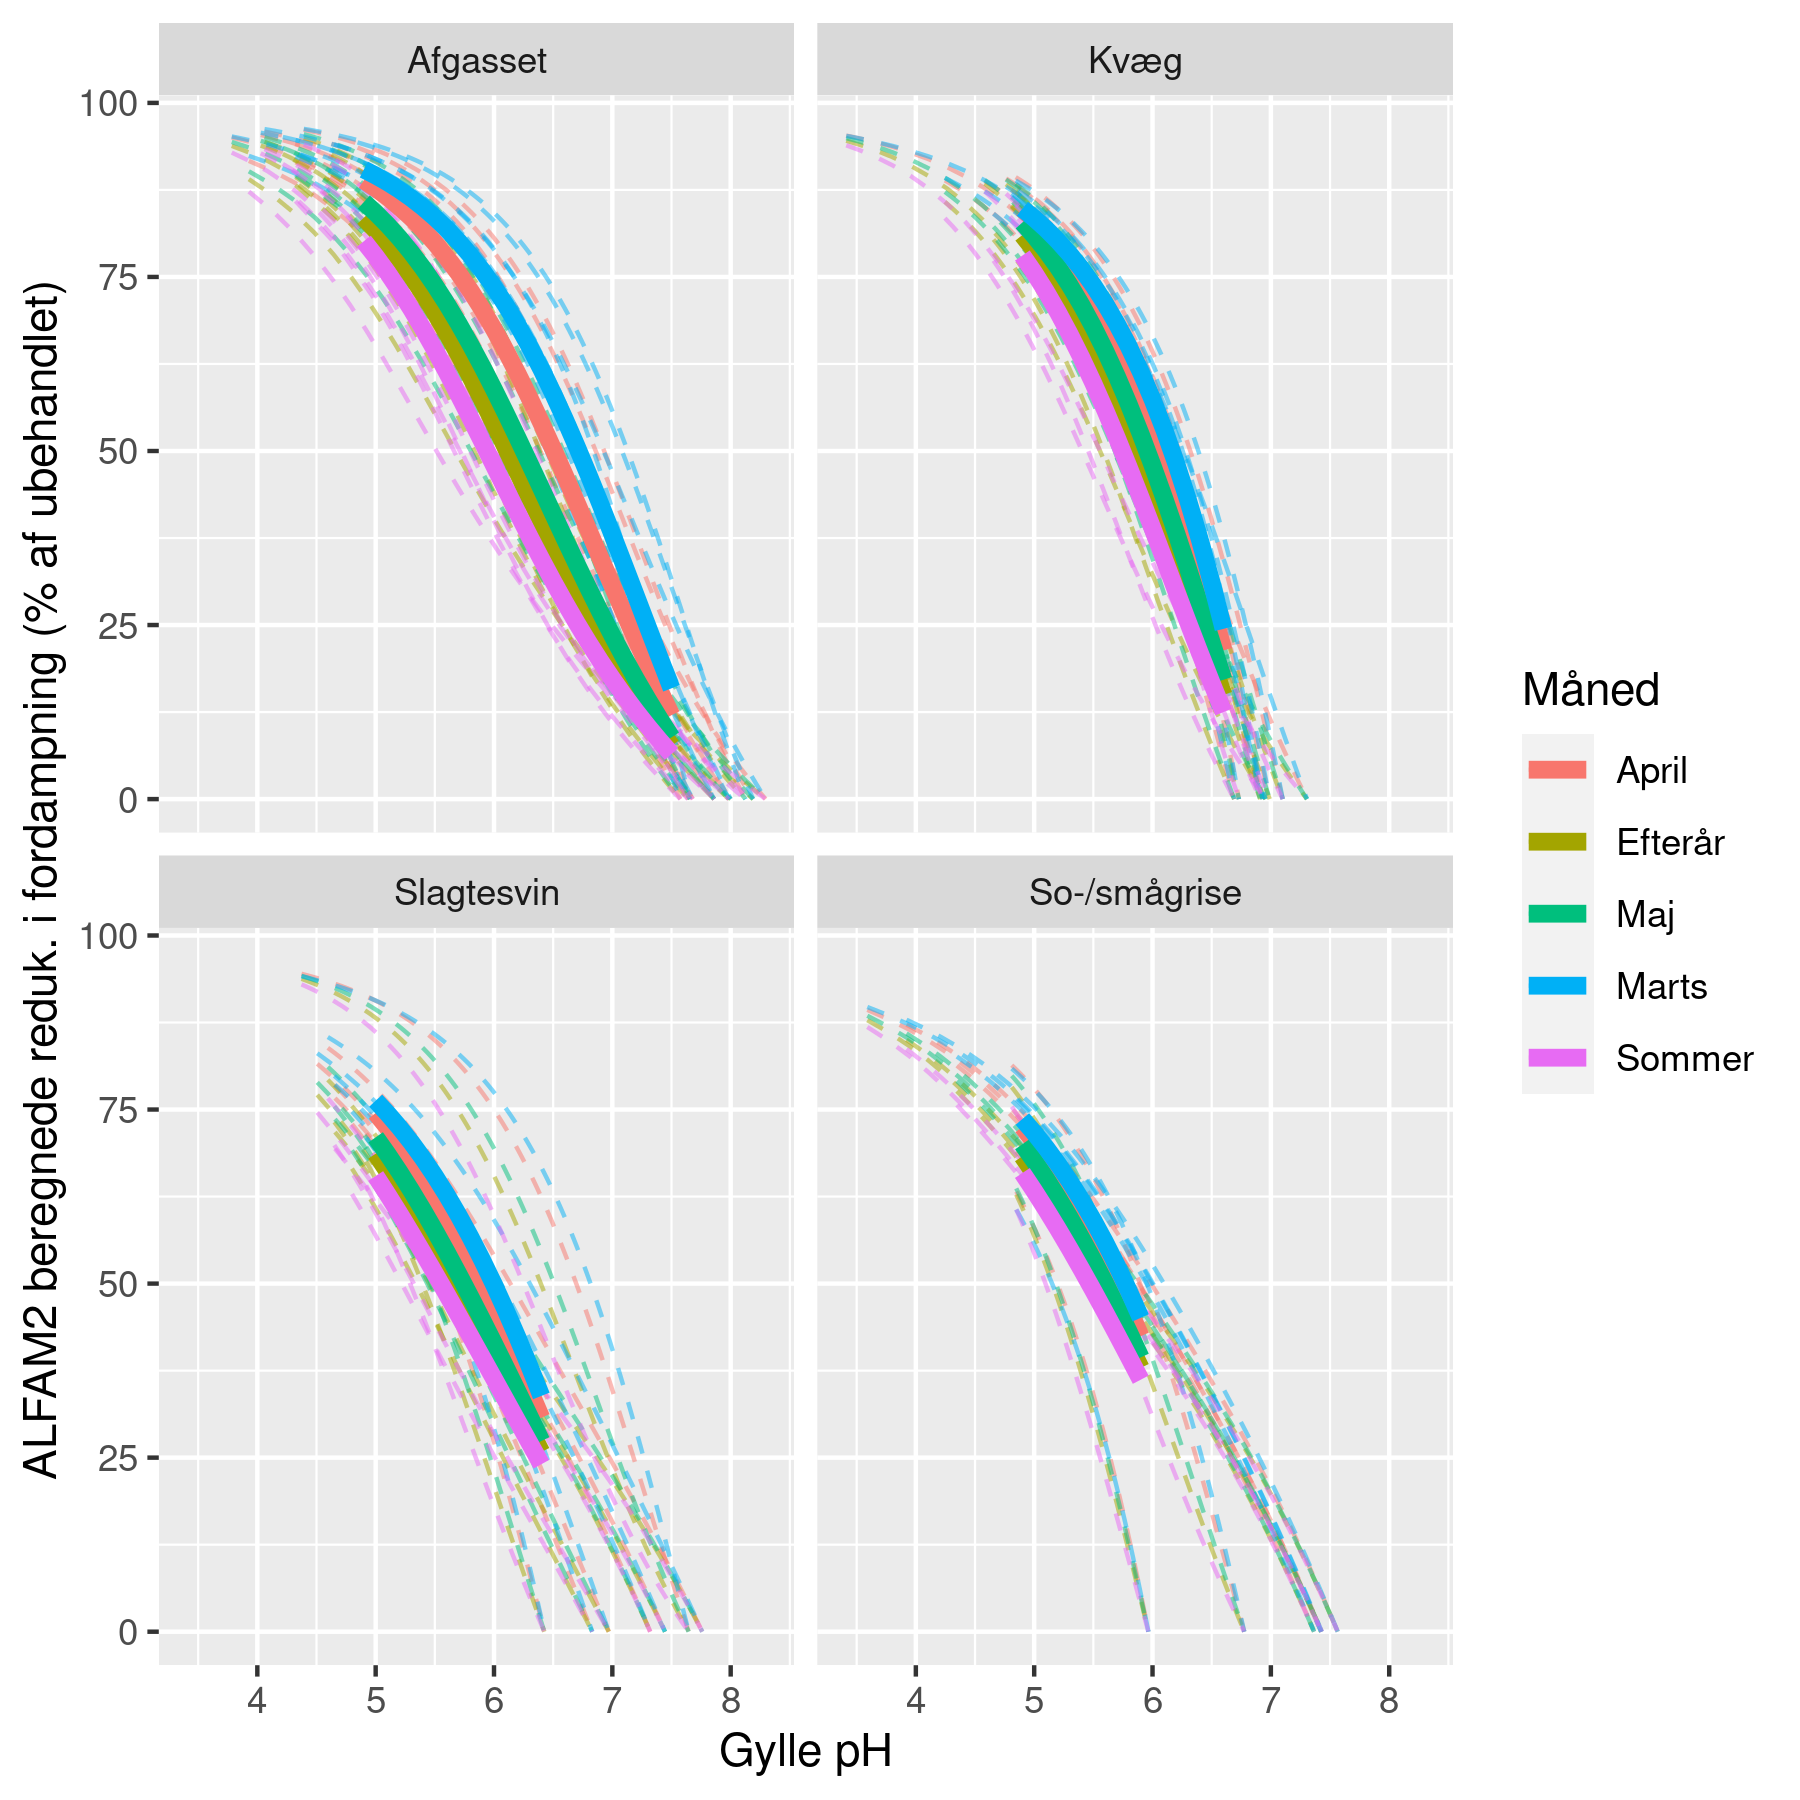 Afgasset
Kvæg
100
75
50
25
0
Slagtesvin
So-/smågrise
100
75
50
25
0
4 5 6 7 8
4 5 6 7 8
Gylle pH
ALFAM2 beregnede reduk. i fordampning (% af ubehandlet)
Måned
April
Efterår
Maj
Marts
Sommer